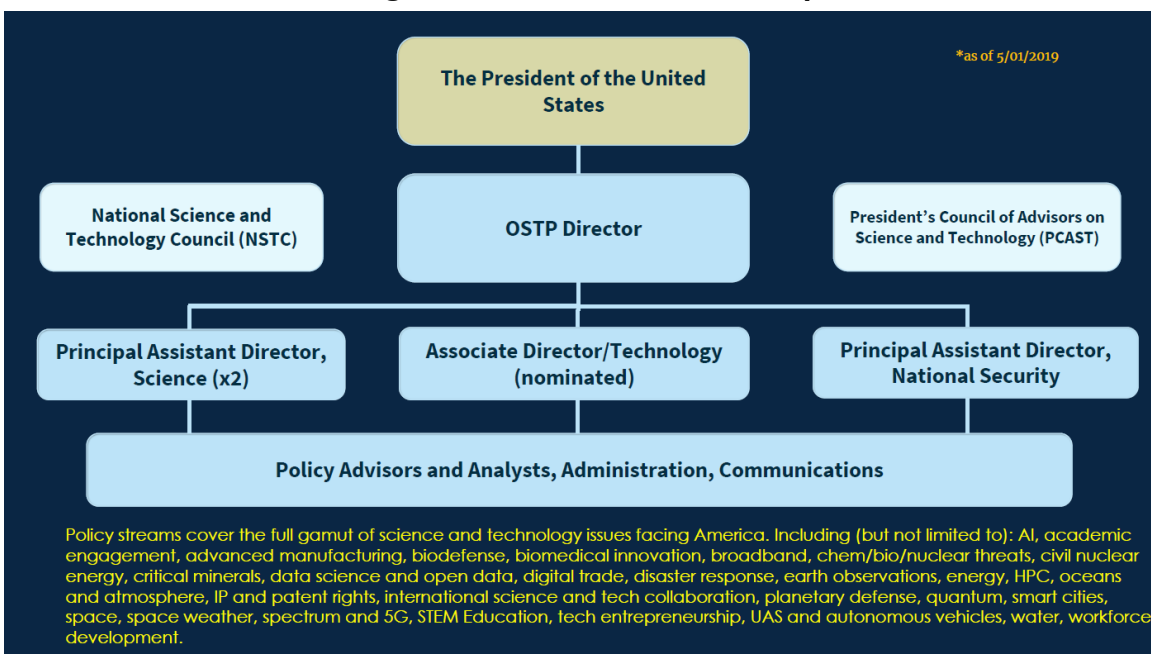 *as of 5/01/2019
The President of the United
States
National Science and
Technology Council (NSTC)
OSTP Director
President’s Council of Advisors on
Science and Technology (PCAST)
Principal Assistant Director,
Science (x2)
Associate Director/Technology
(nominated)
Principal Assistant Director,
National Security
Policy Advisors and Analysts, Administration, Communications
Policy streams cover the full gamut of science and technology issues facing America. Including (but not limited to): AI, academic
engagement, advanced manufacturing, biodefense, biomedical innovation, broadband, chem/bio/nuclear threats, civil nuclear
energy, critical minerals, data science and open data, digital trade, disaster response, earth observations, energy, HPC, oceans
and atmosphere, IP and patent rights, international science and tech collaboration, planetary defense, quantum, smart cities,
space, space weather, spectrum and 5G, STEM Education, tech entrepreneurship, UAS and autonomous vehicles, water, workforce
development.